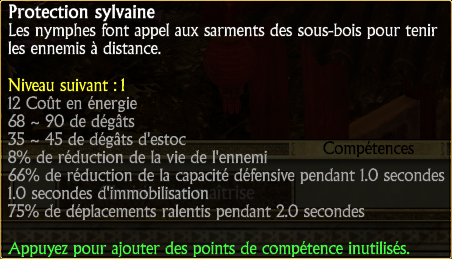 Protection sylvaine
Les nymphes font appel aux sarments des sous-bois pour tenir
les ennemis à distance.
Niveau suivant : 1
12 Coût en énergie
68 ~ 90 de dégâts
35 ~ 45 de dégâts d'estoc
8% de réduction de la vie de l'ennemi
Compétences
66% de réduction de la capacité défensive pendant 1.0 secondes
1.0 secondes d'immobilisation
75% de déplacements ralentis pendant 2.0 secondes
Appuyez pour ajouter des points de compétence inutilisés.